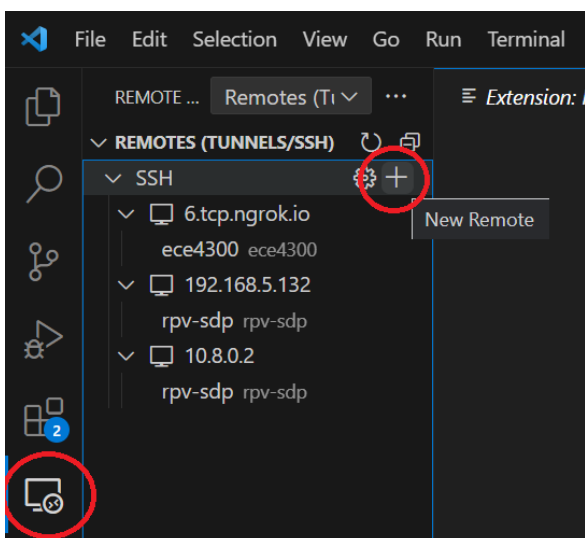 File Edit Selection View Go Run Terminal
REMOTE ... Remotes (Tu ...
Extension:
REMOTES (TUNNELS/SSH)
SSH
New Remote
6.tcp.ngrok.io
ece4300 ece4300
192.168.5.132
rpv-sdp rpv-sdp
10.8.0.2
rpv-sdp rpv-sdp
2